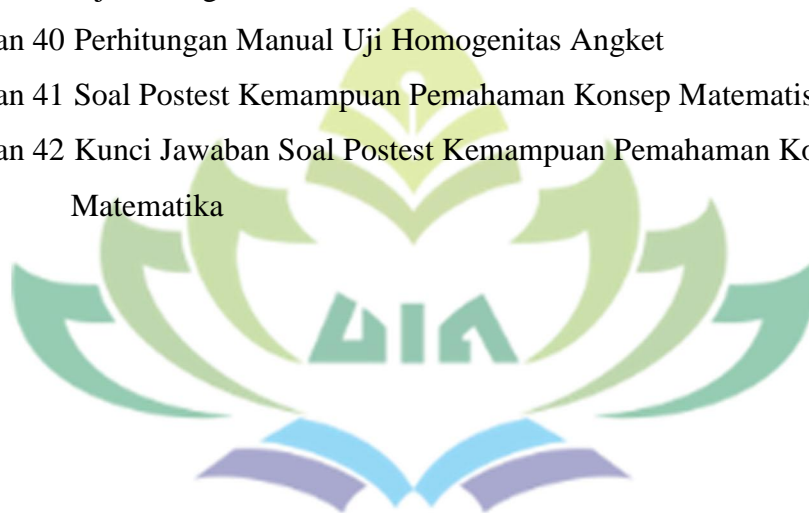 an 40 Perhitungan Manual Uji Homogenitas Angket
an 41 Soal Postest Kemampuan Pemahaman Konsep Matematis
an 42 Kunci Jawaban Soal Postest Kemampuan Pemahaman Ko
Matematika
UIN